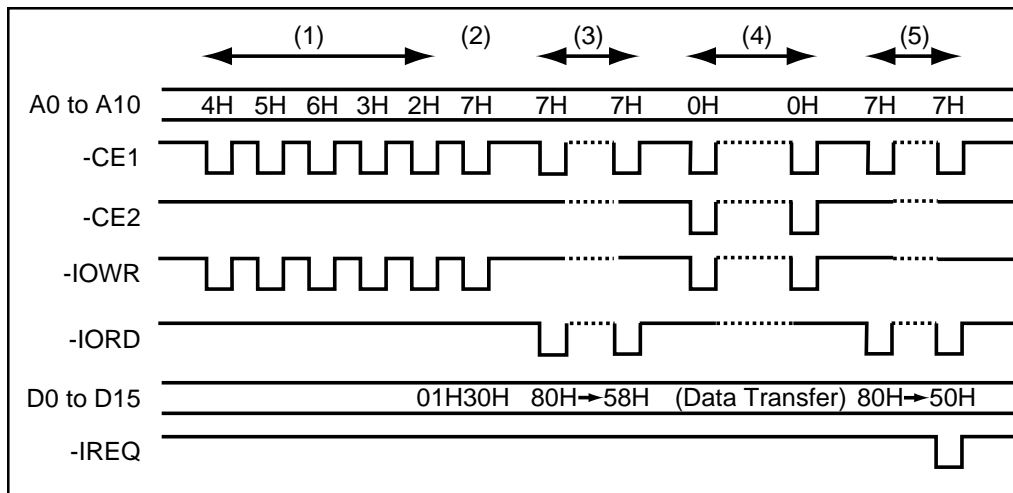 (1) (2) (3) (4) (5)
A0 to A10 4H 5H 6H 3H 2H 7H 7H 7H 0H 0H 7H 7H
-CE1
-CE2
-IOWR
-IORD
D0 to D15 01H30H 80H→58H (Data Transfer) 80H→50H
-IREQ